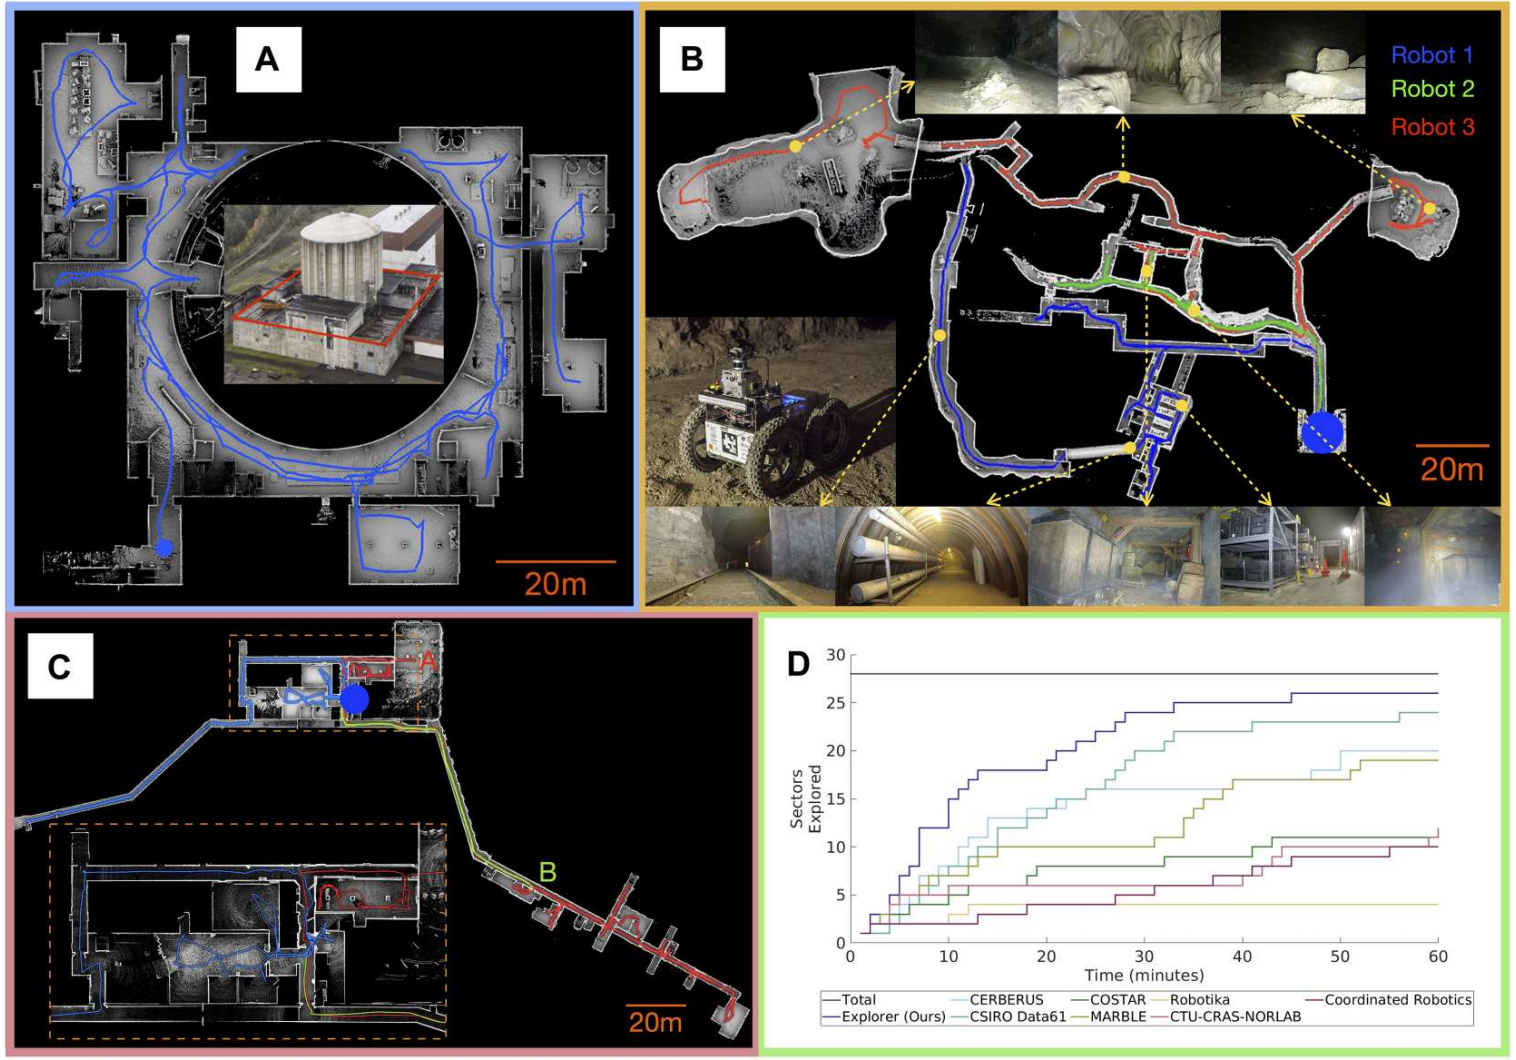 A
20m
B
Robot 1
Robot 2
Robot 3
20m
C
A
B
20m
D
30
25
20
15
10
5
0
Sectors
Explored
0 10 20 30 40 50 60
Time (minutes)
Total CERBERUS COSTAR Robotika Coordinated Robotics
Explorer (Ours) CSIRO Data61 MARBLE CTU-CRAS-NORLAB